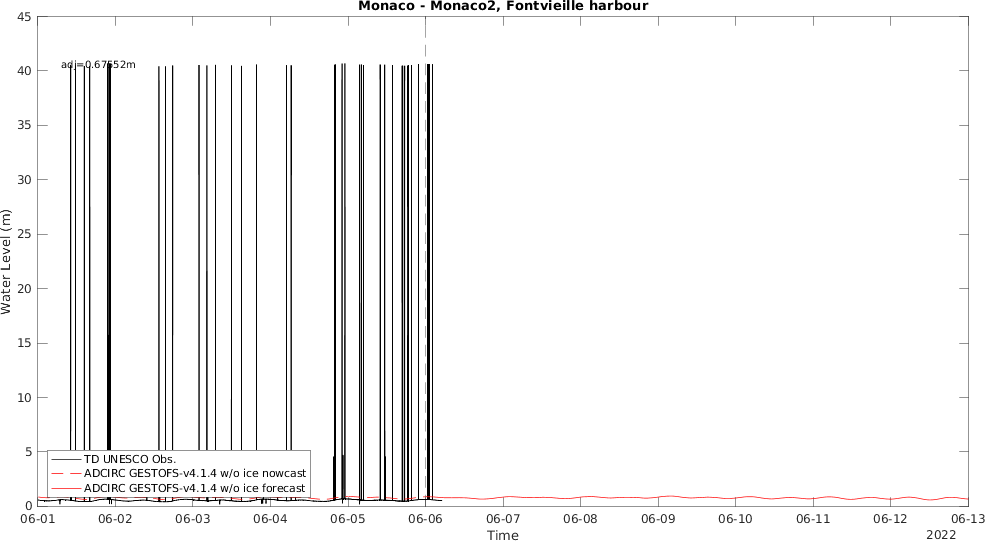 Monaco - Monaco2, Fontvieille harbour
45
40
35
30
25
20
15
10
5
0
Water Level (m)
adj=0.67552m
TD UNESCO Obs.
ADCIRC GESTOFS-v4.1.4 w/o ice nowcast
ADCIRC GESTOFS-v4.1.4 w/o ice forecast
06-01 06-02 06-03 06-04 06-05 06-06 06-07 06-08 06-09 06-10 06-11 06-12 06-13
Time
2022